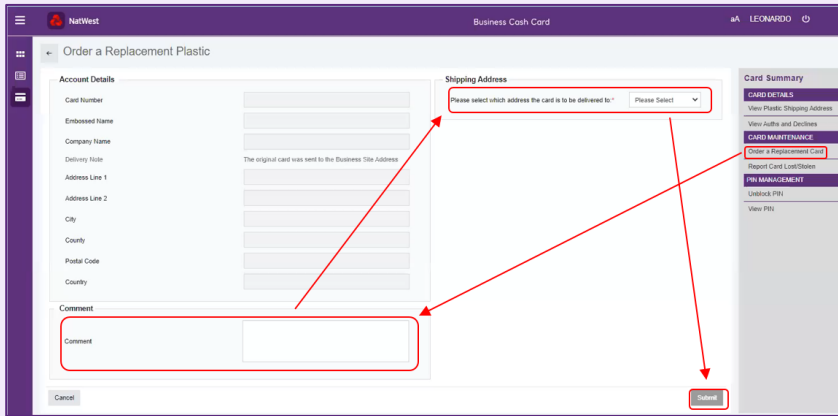 NatWest
Business Cash Card
aA LEONARDO
← Order a Replacement Plastic
Account Details
Card Number
Embossed Name
Company Name
Delivery Note The original card was sent to the Business Site Address
Address Line 1
Address Line 2
City
County
Postal Code
Country
Comment
Comment
Cancel
Shipping Address
Please select which address the card is to be delivered to:* Please Select
Submit
Card Summary
CARD DETAILS
View Plastic Shipping Address
View Auths and Declines
CARD MAINTENANCE
Order a Replacement Card
Report Card Lost/Stolen
PIN MANAGEMENT
Unblock PIN
View PIN